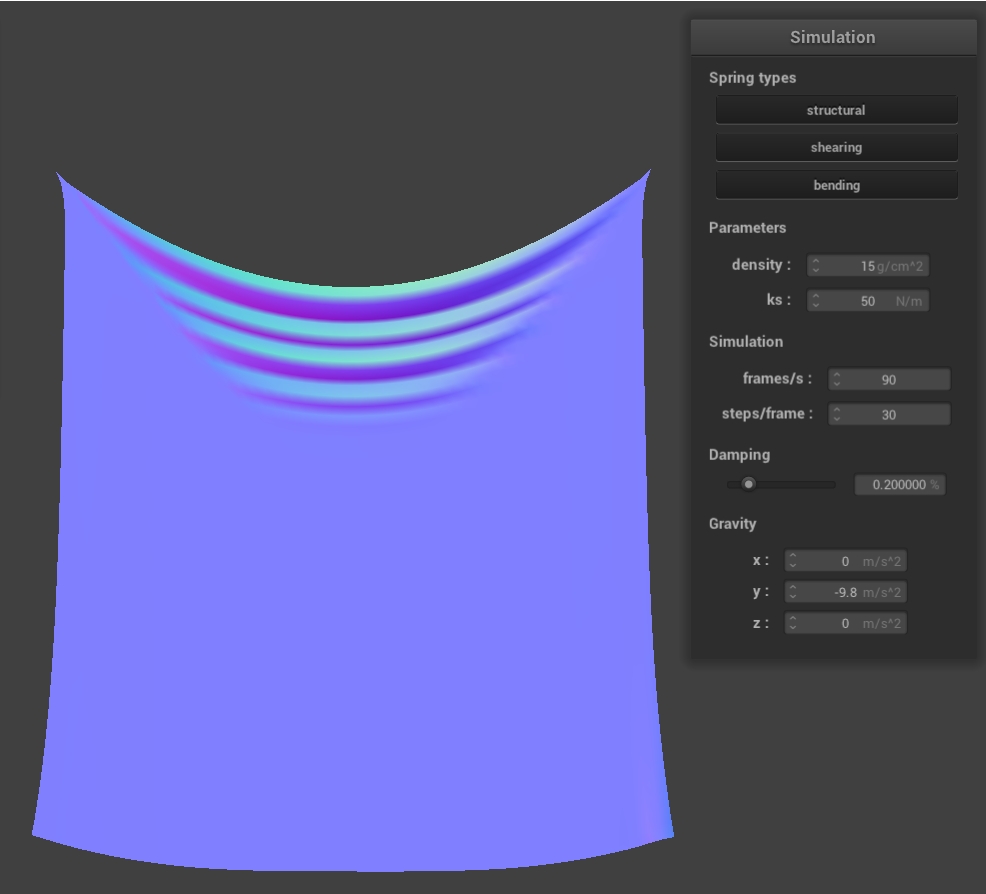 Simulation
Spring types
structural
shearing
bending
Parameters
density : 15 g/cm^2
ks : 50 N/m
Simulation
frames/s : 90
steps/frame : 30
Damping
0.200000 %
Gravity
x : 0 m/s^2
y : -9.8 m/s^2
z : 0 m/s^2